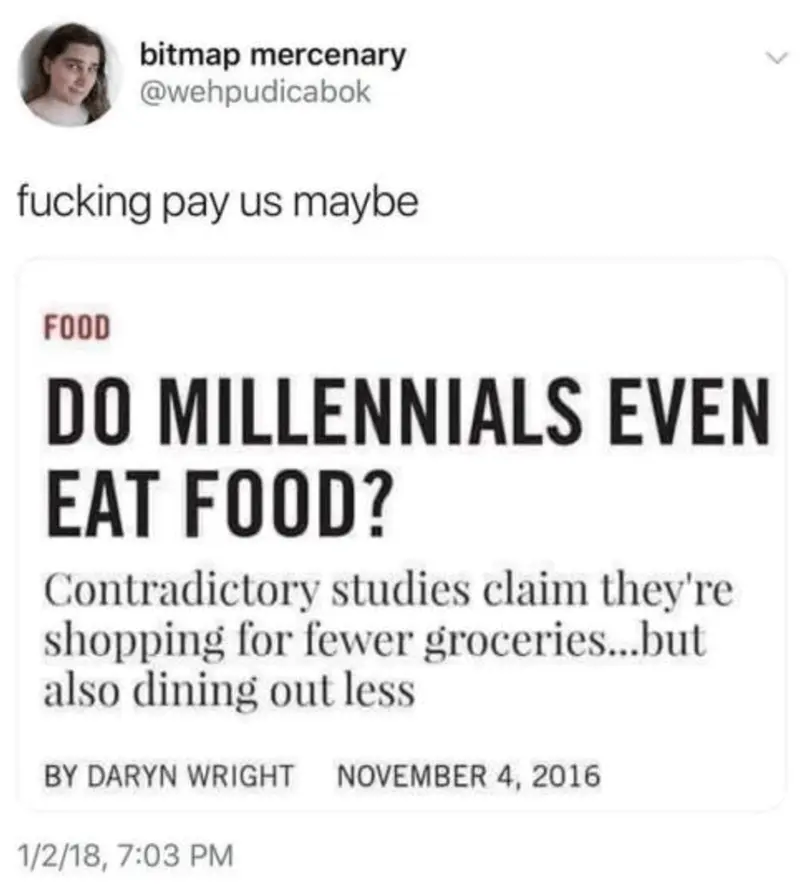 bitmap mercenary
@wehpudicabok
fucking pay us maybe
FOOD
DO MILLENNIALS EVEN
EAT FOOD?
Contradictory studies claim they're
shopping for fewer groceries...but
also dining out less
BY DARYN WRIGHT NOVEMBER 4, 2016
1/2/18, 7:03 PM